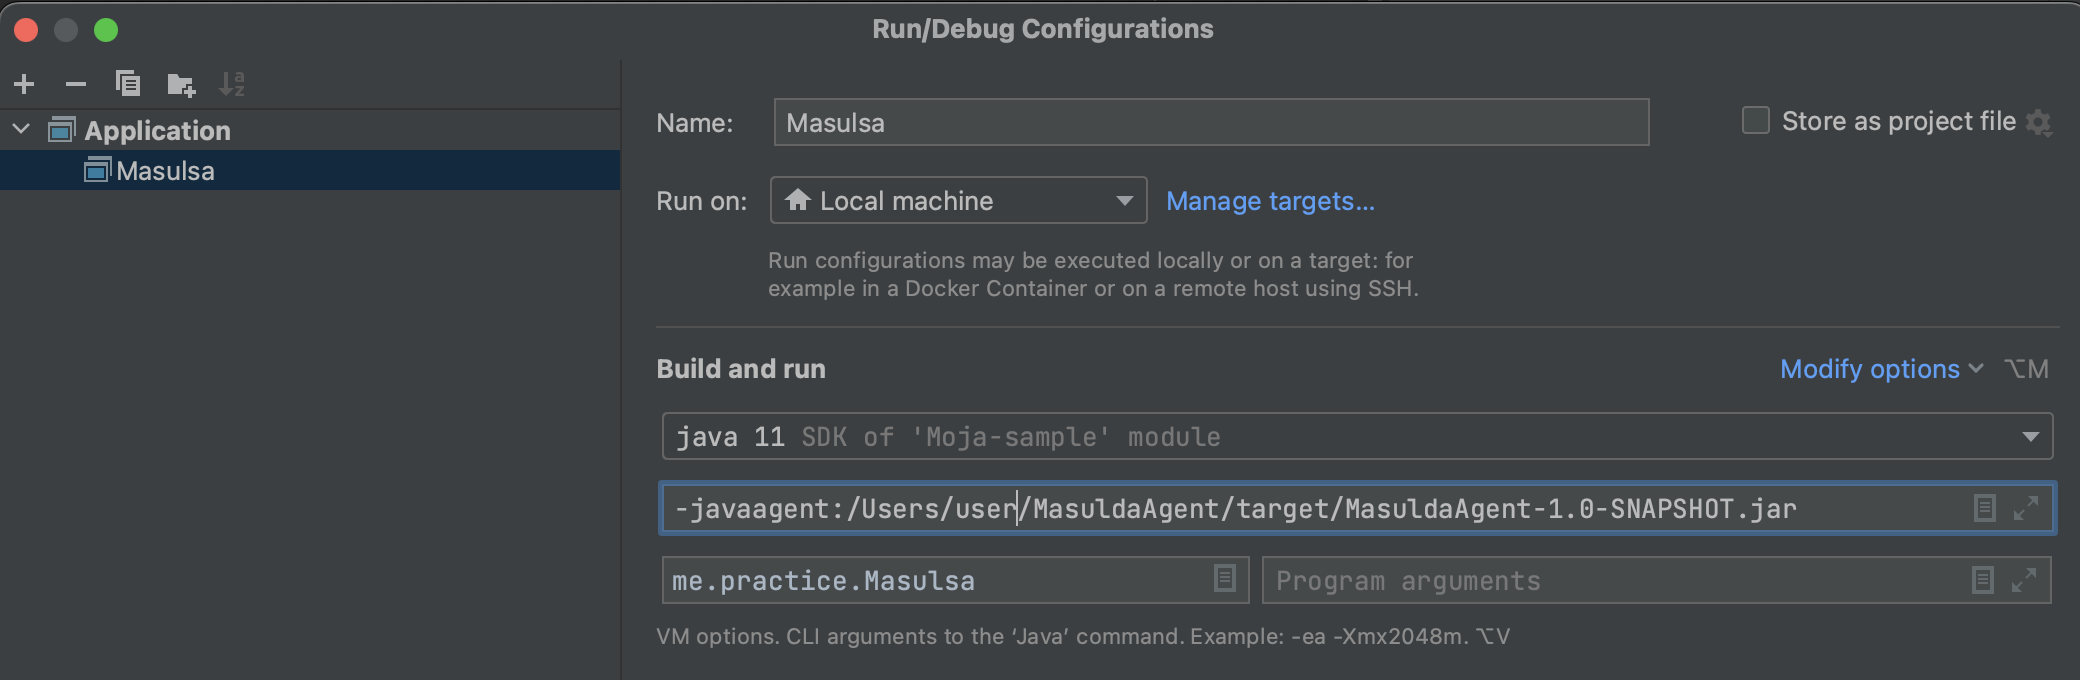 Run/Debug Configurations
Application
Masulsa
Name: Masulsa Store as project file
Run on: Local machine Manage targets...
Run configurations may be executed locally or on a target: for
example in a Docker Container or on a remote host using SSH.
Build and run Modify options ⌥M
java 11 SDK of 'Moja-sample' module
-javaagent:/Users/user/MasuldaAgent/target/MasuldaAgent-1.0-SNAPSHOT.jar
me.practice.Masulsa Program arguments
VM options. CLI arguments to the ‘Java’ command. Example: -ea -Xmx2048m. ⌥V